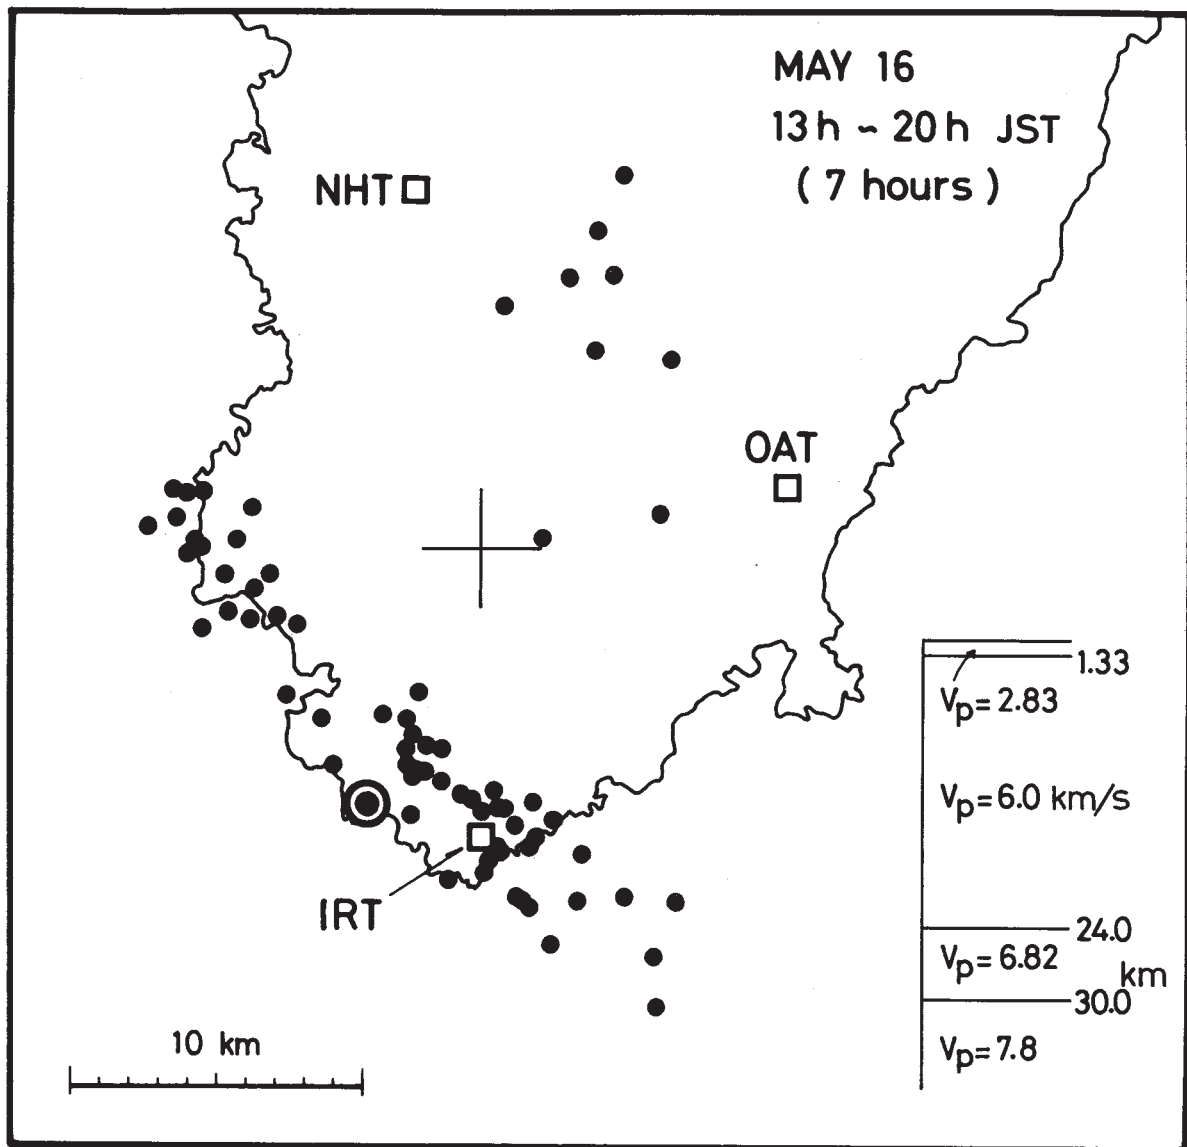 MAY 16
13h ~ 20h JST
( 7 hours )
NHT
OAT
IRT
10 km
1.33
Vp= 2.83
Vp=6.0 km/s
24.0
Vp= 6.82
km
30.0
Vp=7.8